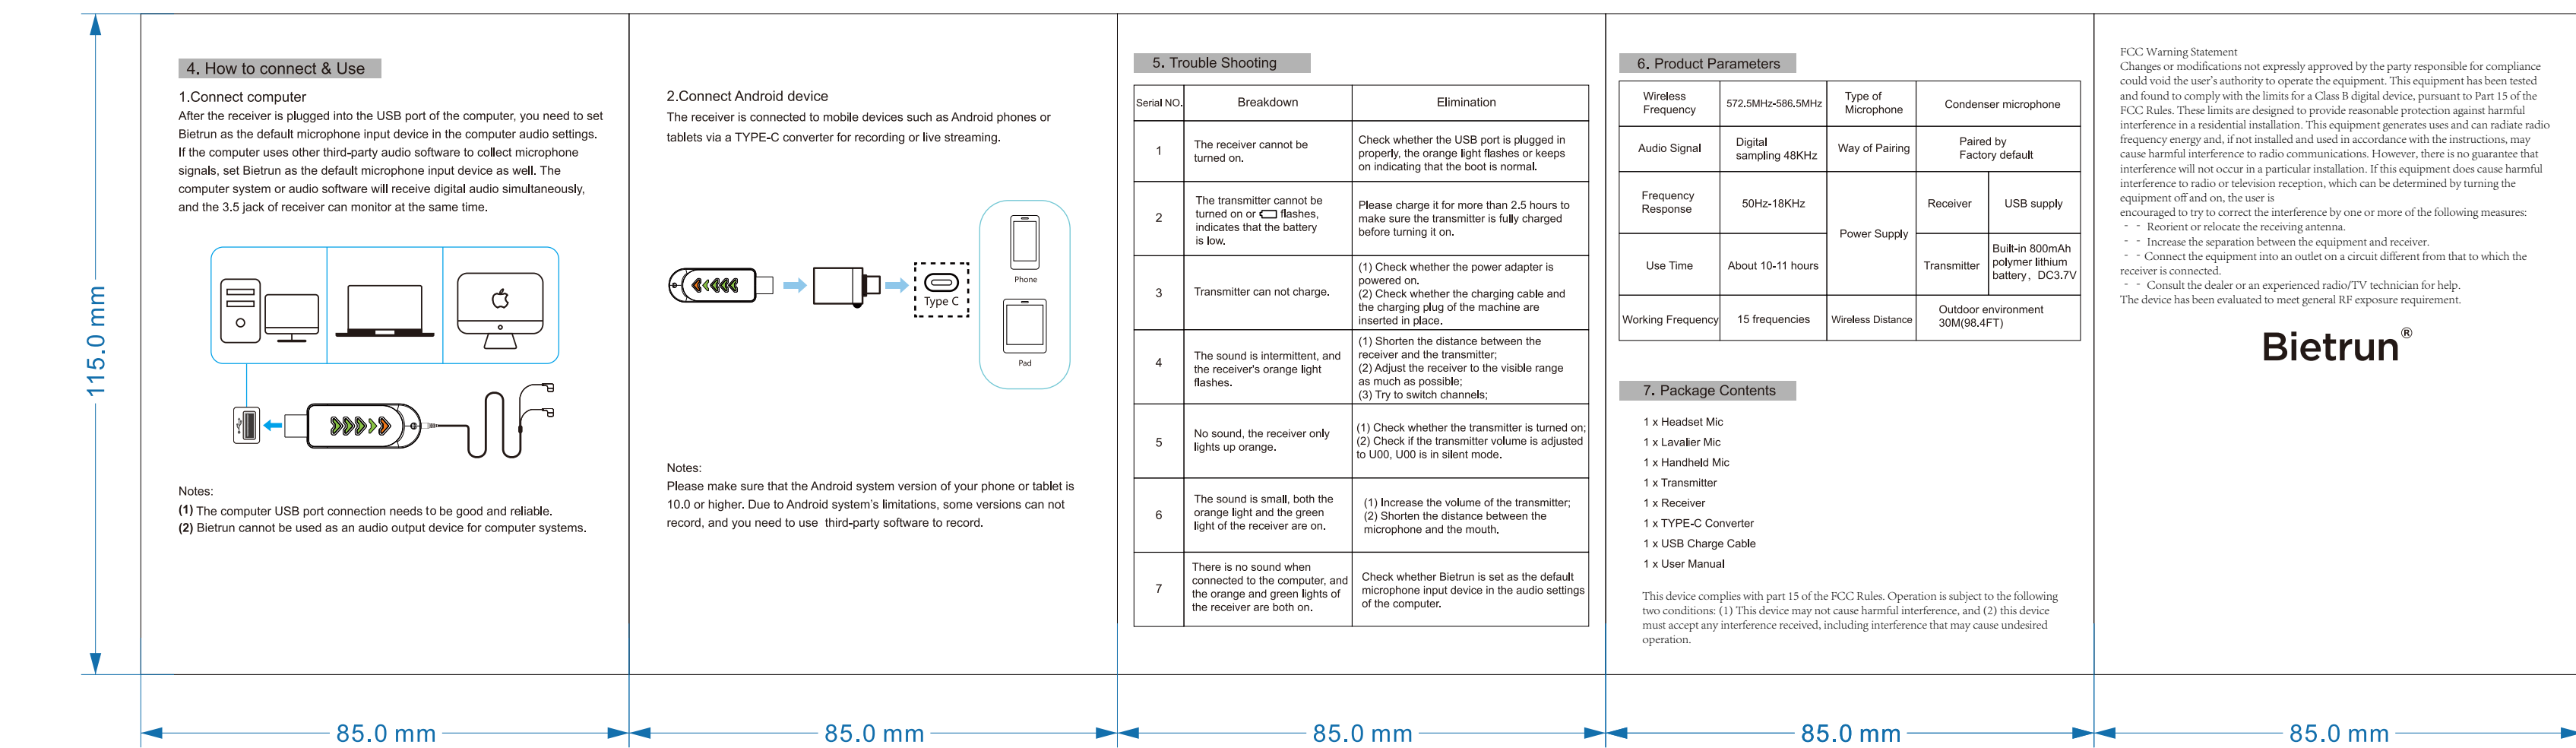 4. How to connect & Use
1.Connect computer
After the receiver is plugged into the USB port of the computer, you need to set
Bietrun as the default microphone input device in the computer audio settings.
If the computer uses other third-party audio software to collect microphone
signals, set Bietrun as the default microphone input device as well. The
computer system or audio software will receive digital audio simultaneously,
and the 3.5 jack of receiver can monitor at the same time.
Notes:
(1) The computer USB port connection needs to be good and reliable.
(2) Bietrun cannot be used as an audio output device for computer systems.
2.Connect Android device
The receiver is connected to mobile devices such as Android phones or
tablets via a TYPE-C converter for recording or live streaming.
Type C
Phone
Pad
Notes:
Please make sure that the Android system version of your phone or tablet is
10.0 or higher. Due to Android system's limitations, some versions can not
record, and you need to use third-party software to record.
5. Trouble Shooting
Serial NO. Breakdown Elimination
1
The receiver cannot be
turned on.
Check whether the USB port is plugged in
properly, the orange light flashes or keeps
on indicating that the boot is normal.
2
The transmitter cannot be
turned on or flashes,
indicates that the battery
is low.
Please charge it for more than 2.5 hours to
make sure the transmitter is fully charged
before turning it on.
3
Transmitter can not charge.
(1) Check whether the power adapter is
powered on.
(2) Check whether the charging cable and
the charging plug of the machine are
inserted in place.
4
The sound is intermittent, and
the receiver's orange light
flashes.
(1) Shorten the distance between the
receiver and the transmitter;
(2) Adjust the receiver to the visible range
as much as possible;
(3) Try to switch channels;
5
No sound, the receiver only
lights up orange.
(1) Check whether the transmitter is turned on;
(2) Check if the transmitter volume is adjusted
to U00, U00 is in silent mode.
6
The sound is small, both the
orange light and the green
light of the receiver are on.
(1) Increase the volume of the transmitter;
(2) Shorten the distance between the
microphone and the mouth.
7
There is no sound when
connected to the computer, and
the orange and green lights of
the receiver are both on.
Check whether Bietrun is set as the default
microphone input device in the audio settings
of the computer.
6. Product Parameters
Wireless
Frequency
572.5MHz-586.5MHz
Type of
Microphone
Condenser microphone
Audio Signal
Digital
sampling 48KHz
Way of Pairing
Paired by
Factory default
Frequency
Response
50Hz-18KHz
Power Supply
Receiver
USB supply
Use Time
About 10-11 hours
Transmitter
Built-in 800mAh
polymer lithium
battery, DC3.7V
Working Frequency
15 frequencies
Wireless Distance
Outdoor environment
30M(98.4FT)
7. Package Contents
1 x Headset Mic
1 x Lavalier Mic
1 x Handheld Mic
1 x Transmitter
1 x Receiver
1 x TYPE-C Converter
1 x USB Charge Cable
1 x User Manual
This device complies with part 15 of the FCC Rules. Operation is subject to the following
two conditions: (1) This device may not cause harmful interference, and (2) this device
must accept any interference received, including interference that may cause undesired
operation.
FCC Warning Statement
Changes or modifications not expressly approved by the party responsible for compliance
could void the user's authority to operate the equipment. This equipment has been tested
and found to comply with the limits for a Class B digital device, pursuant to Part 15 of the
FCC Rules. These limits are designed to provide reasonable protection against harmful
interference in a residential installation. This equipment generates uses and can radiate radio
frequency energy and, if not installed and used in accordance with the instructions, may
cause harmful interference to radio communications. However, there is no guarantee that
interference will not occur in a particular installation. If this equipment does cause harmful
interference to radio or television reception, which can be determined by turning the
equipment off and on, the user is
encouraged to try to correct the interference by one or more of the following measures:
- - Reorient or relocate the receiving antenna.
- - Increase the separation between the equipment and receiver.
- - Connect the equipment into an outlet on a circuit different from that to which the
receiver is connected.
- - Consult the dealer or an experienced radio/TV technician for help.
The device has been evaluated to meet general RF exposure requirement.
Bietrun®
115.0 mm
85.0 mm
85.0 mm
85.0 mm
85.0 mm
85.0 mm